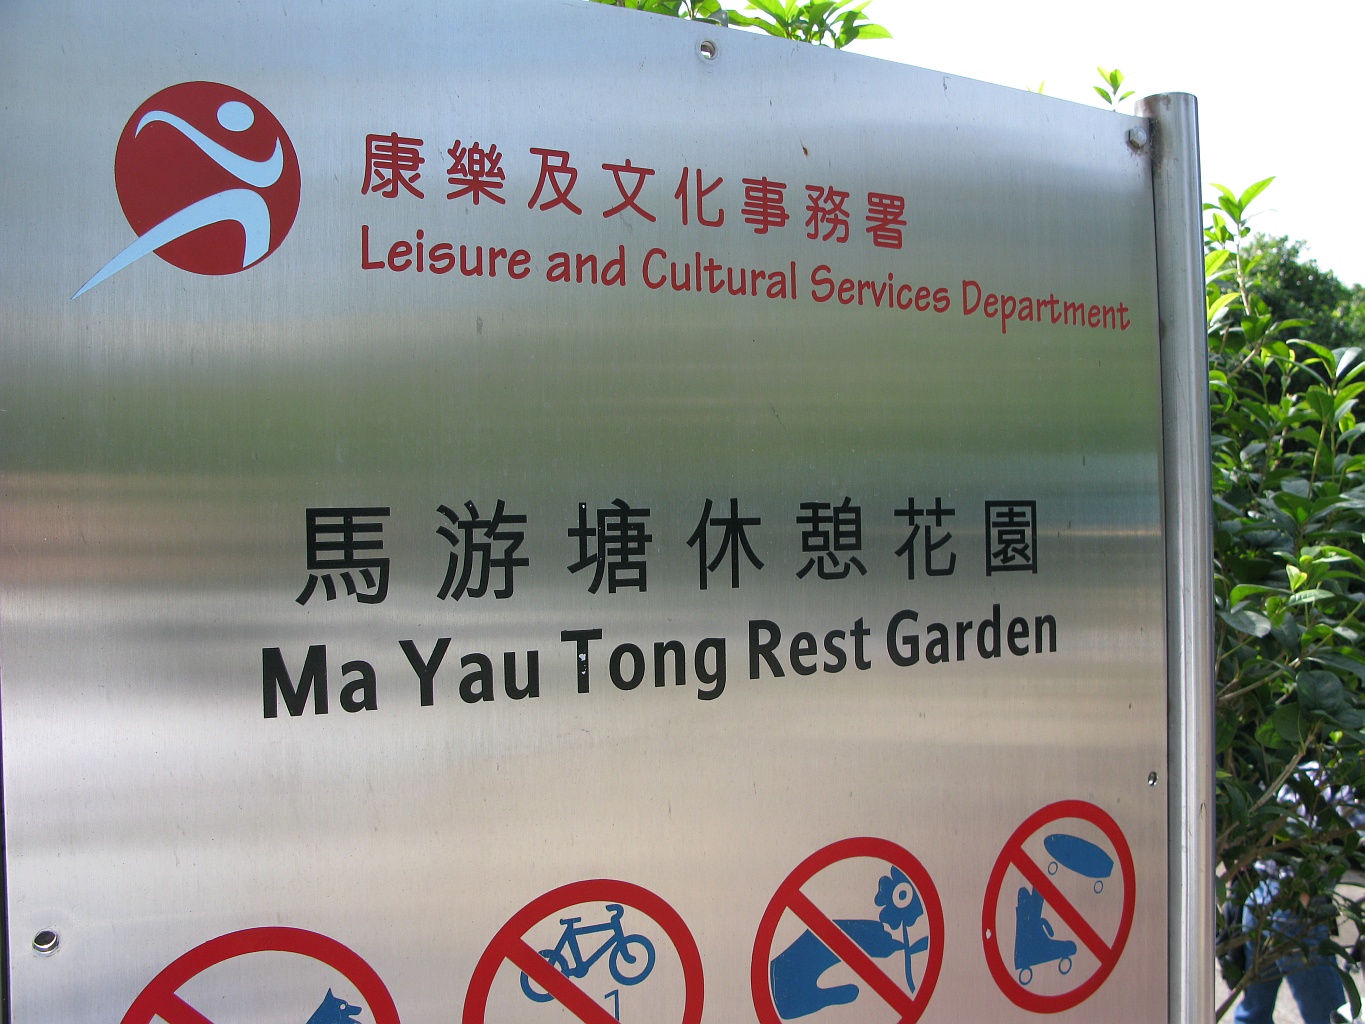 康樂及文化事務署
Leisure and Cultural Services Department
馬游塘休憩花園
Ma Yau Tong Rest Garden